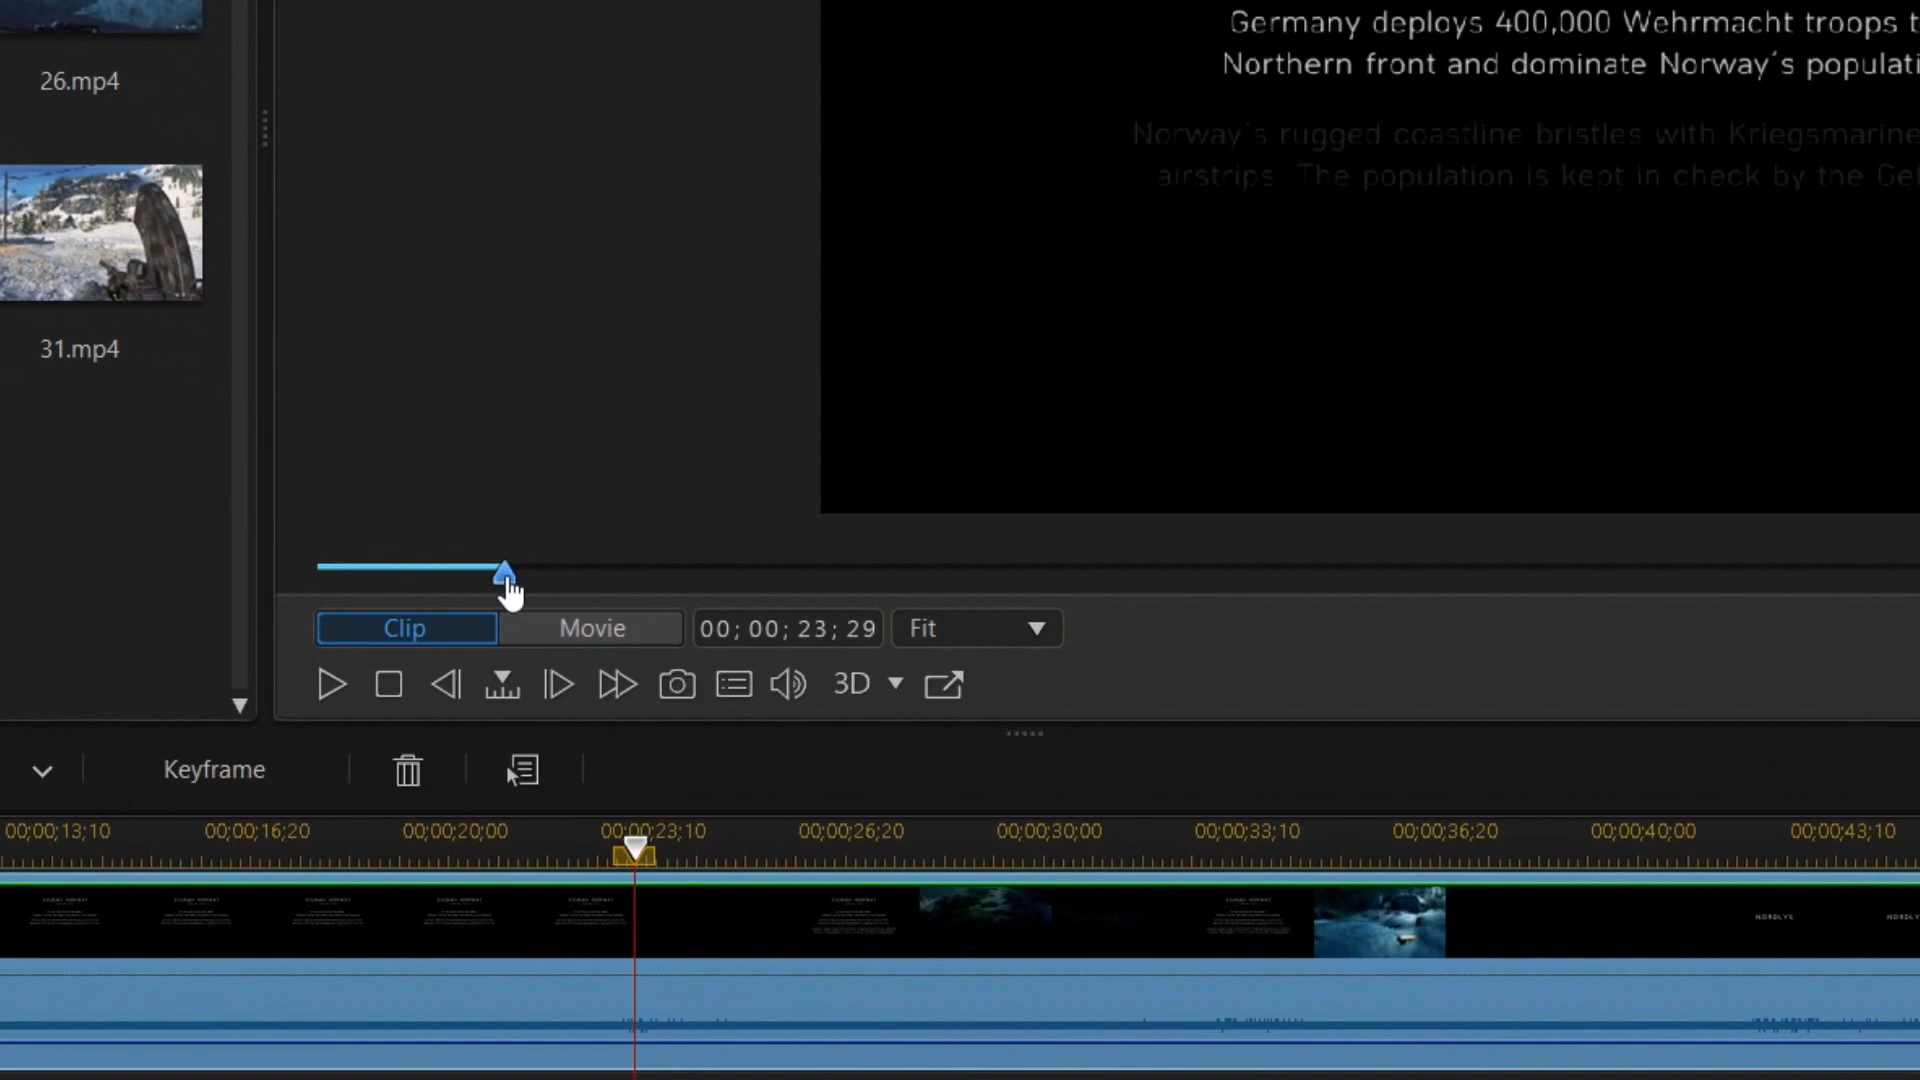 Germany deploys 400,000 Wehrmacht troops t
Northern front and dominate Norway´s populati
Norway´s rugged coastline bristles with Kriegsmarine
airstrips. The population is kept in check by the Ge
26.mp4
31.mp4
Clip
Movie
00; 00; 23; 29
Fit
3D
Keyframe
00;00;13;10
00;00;16;20
00;00;20;00
00;00;23;10
00;00;26;20
00;00;30;00
00;00;33;10
00;00;36;20
00;00;40;00
00;00;43;10
NORDLYS
NORDLY